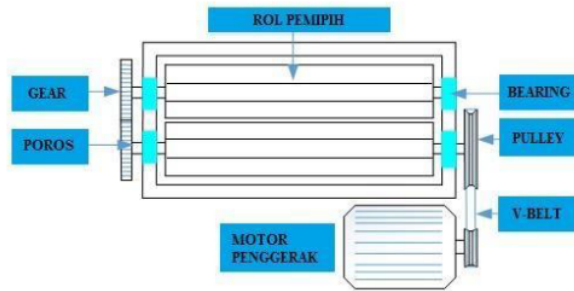 ROL PEMIPIH
GEAR
BEARING
POROS
PULLEY
V-BELT
MOTOR
PENGGERAK